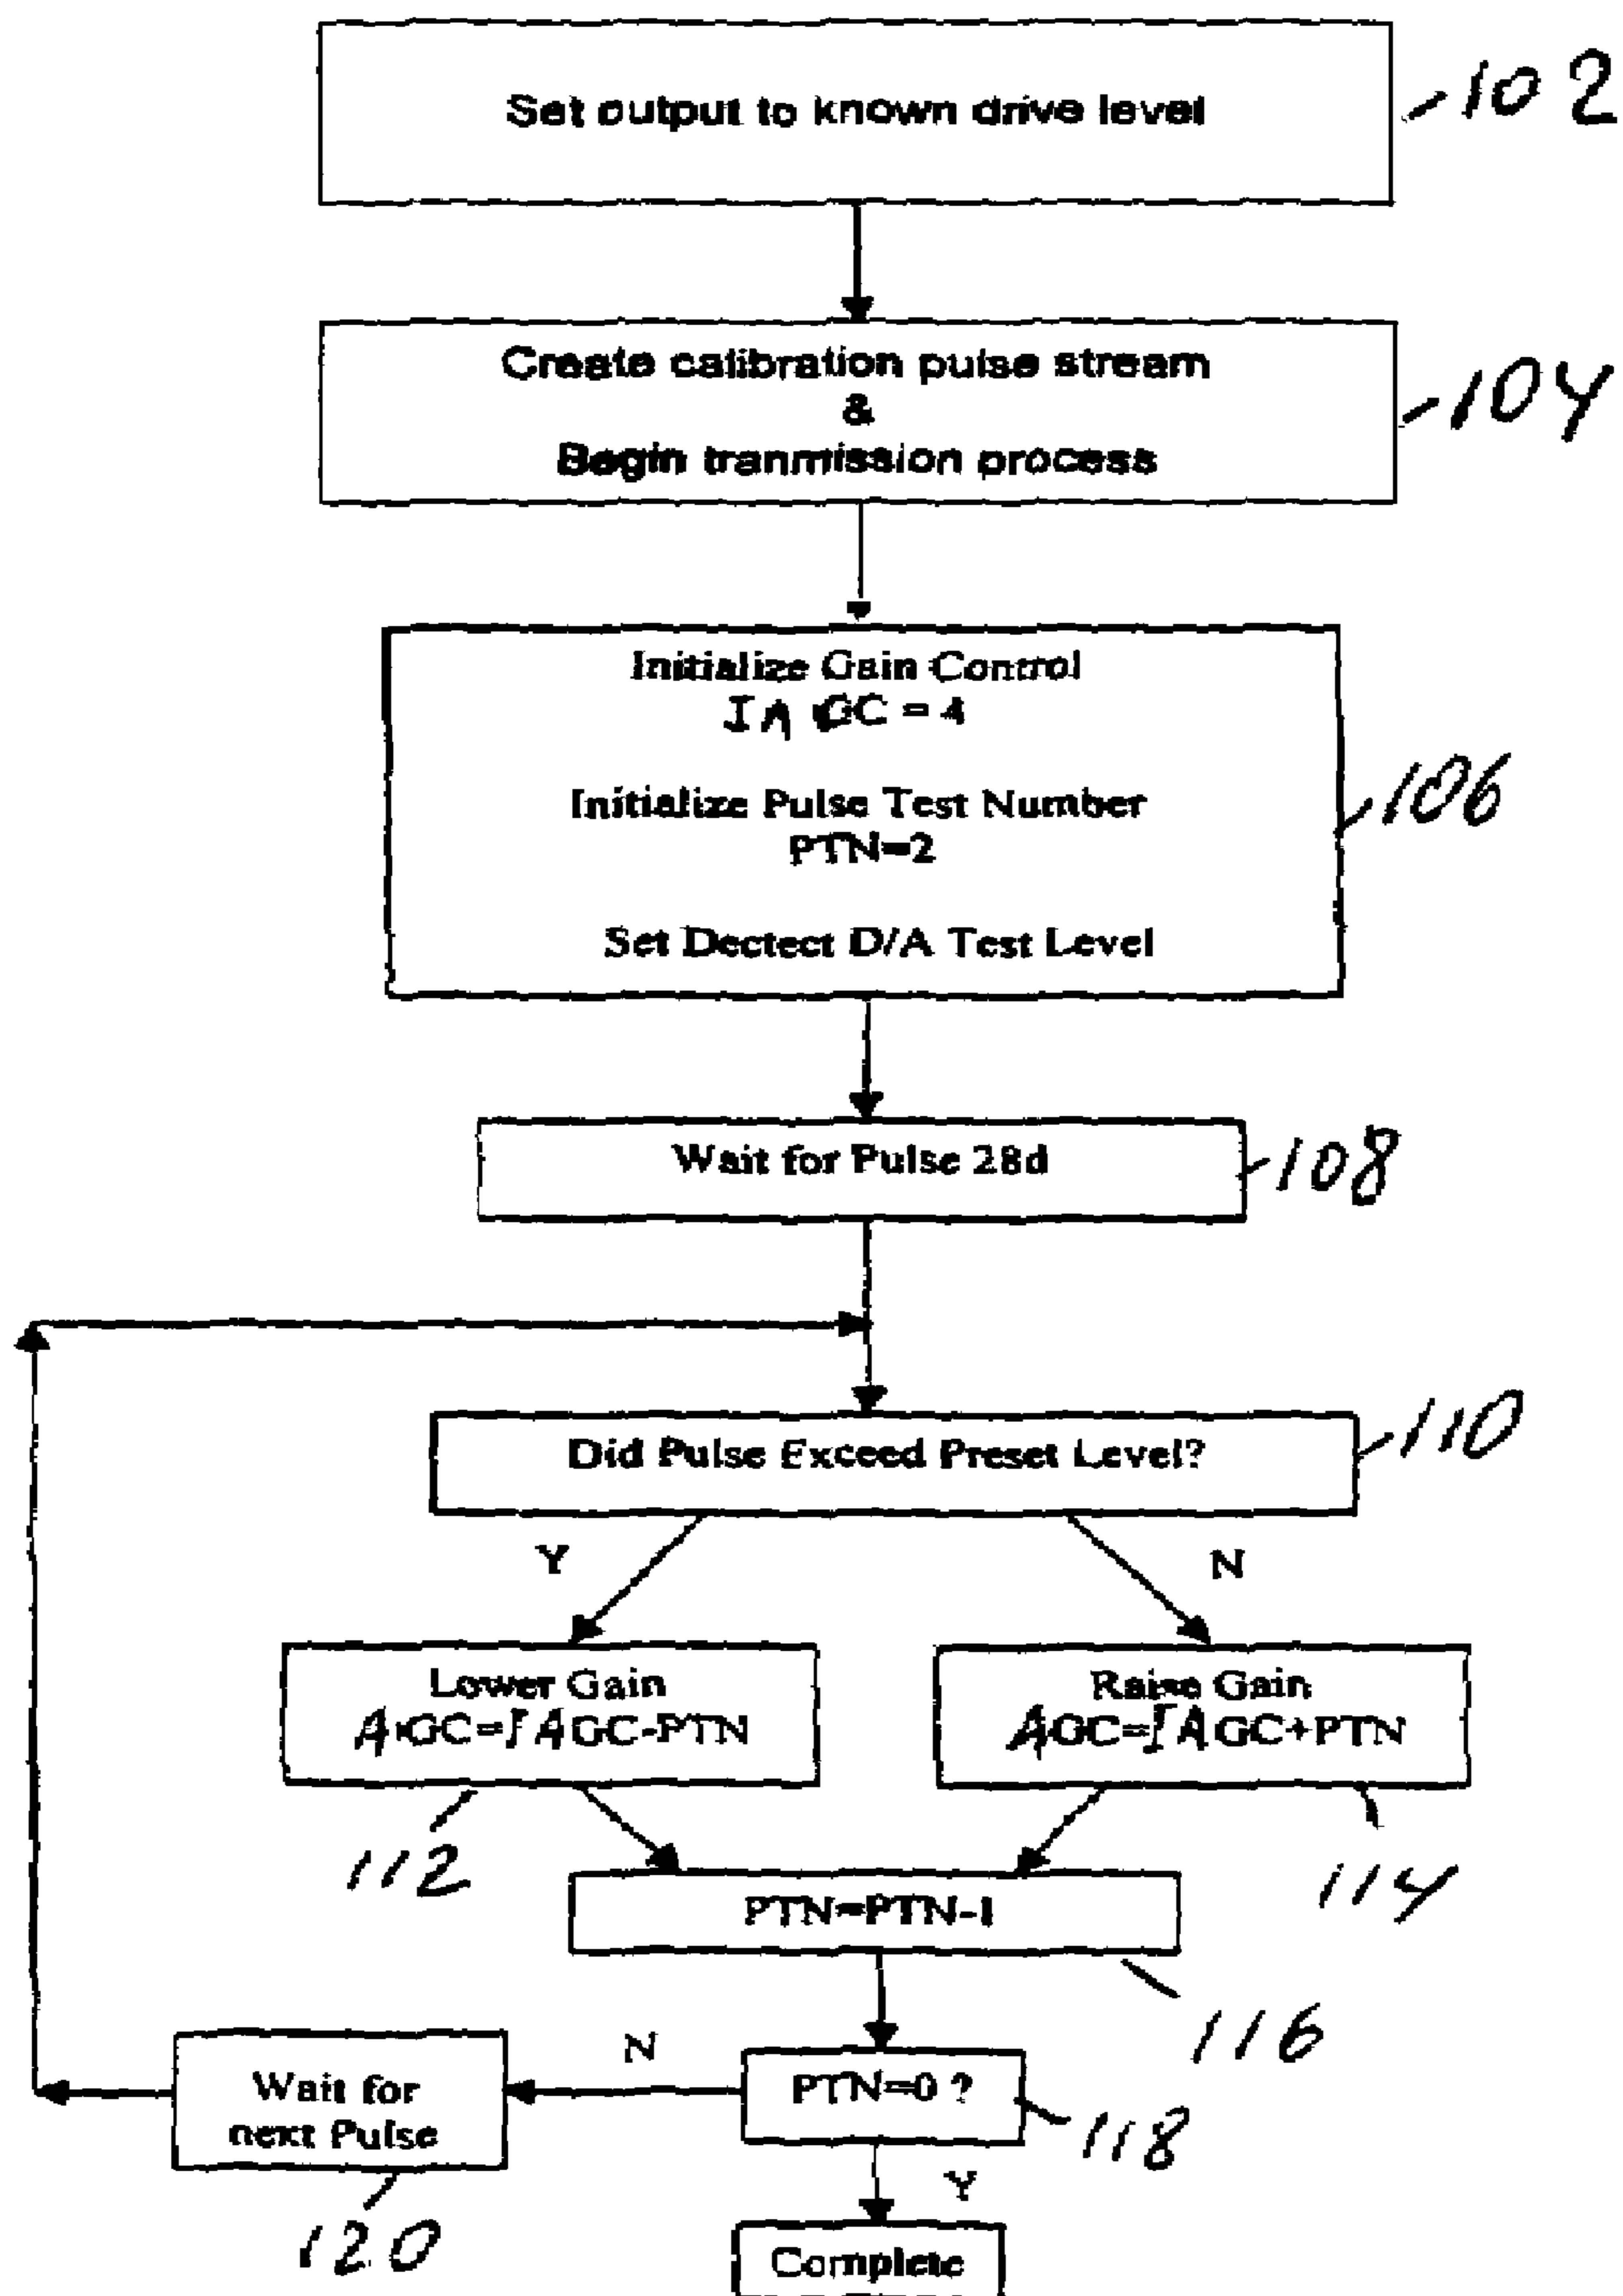 Set output to known drive level
102
Create calibration pulse stream
&
Begin tranmission process
104
Initialize Gain Control
IAGC = 4
Initialize Pulse Test Number
PTN=2
Set Dectect D/A Test Level
106
Wait for Pulse 28d
108
Did Pulse Exceed Preset Level?
110
Y
N
Lower Gain
AGC=IAGC-PTN
112
Raise Gain
AGC=IAGC+PTN
114
PTN=PTN-1
116
PTN=0 ?
118
N
Wait for
next Pulse
120
Y
Complete